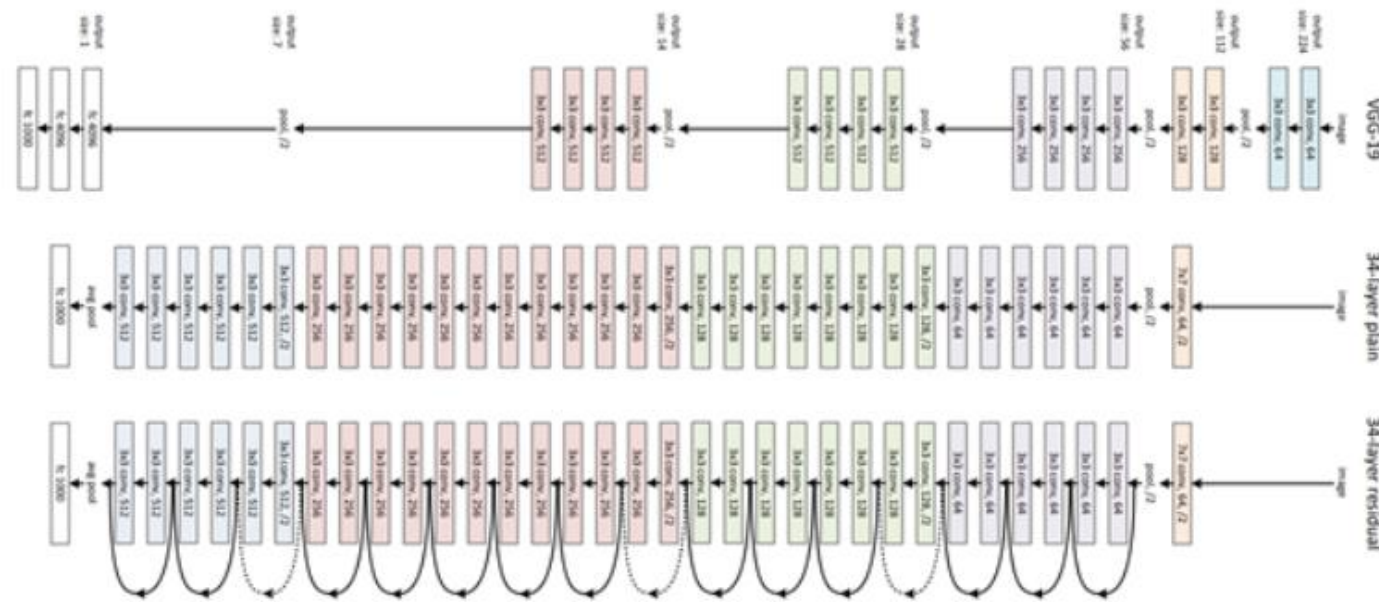 output
size: 224
output
size: 112
output
size: 56
output
size: 28
output
size: 14
output
size: 7
output
size: 1
VGG-19
image
3x3 conv, 64
3x3 conv, 64
pool, /2
3x3 conv, 128
3x3 conv, 128
pool, /2
3x3 conv, 256
3x3 conv, 256
3x3 conv, 256
3x3 conv, 256
pool, /2
3x3 conv, 512
3x3 conv, 512
3x3 conv, 512
3x3 conv, 512
pool, /2
3x3 conv, 512
3x3 conv, 512
3x3 conv, 512
3x3 conv, 512
pool, /2
fc 4096
fc 4096
fc 1000
34-layer plain
image
7x7 conv, 64, /2
pool, /2
3x3 conv, 64
3x3 conv, 64
3x3 conv, 64
3x3 conv, 64
3x3 conv, 64
3x3 conv, 64
3x3 conv, 128, /2
3x3 conv, 128
3x3 conv, 128
3x3 conv, 128
3x3 conv, 128
3x3 conv, 128
3x3 conv, 128
3x3 conv, 128
3x3 conv, 256, /2
3x3 conv, 256
3x3 conv, 256
3x3 conv, 256
3x3 conv, 256
3x3 conv, 256
3x3 conv, 256
3x3 conv, 256
3x3 conv, 256
3x3 conv, 256
3x3 conv, 256
3x3 conv, 256
3x3 conv, 512, /2
3x3 conv, 512
3x3 conv, 512
3x3 conv, 512
3x3 conv, 512
3x3 conv, 512
avg pool
fc 1000
34-layer residual
image
7x7 conv, 64, /2
pool, /2
3x3 conv, 64
3x3 conv, 64
3x3 conv, 64
3x3 conv, 64
3x3 conv, 64
3x3 conv, 64
3x3 conv, 128, /2
3x3 conv, 128
3x3 conv, 128
3x3 conv, 128
3x3 conv, 128
3x3 conv, 128
3x3 conv, 128
3x3 conv, 128
3x3 conv, 256, /2
3x3 conv, 256
3x3 conv, 256
3x3 conv, 256
3x3 conv, 256
3x3 conv, 256
3x3 conv, 256
3x3 conv, 256
3x3 conv, 256
3x3 conv, 256
3x3 conv, 256
3x3 conv, 256
3x3 conv, 512, /2
3x3 conv, 512
3x3 conv, 512
3x3 conv, 512
3x3 conv, 512
3x3 conv, 512
avg pool
fc 1000